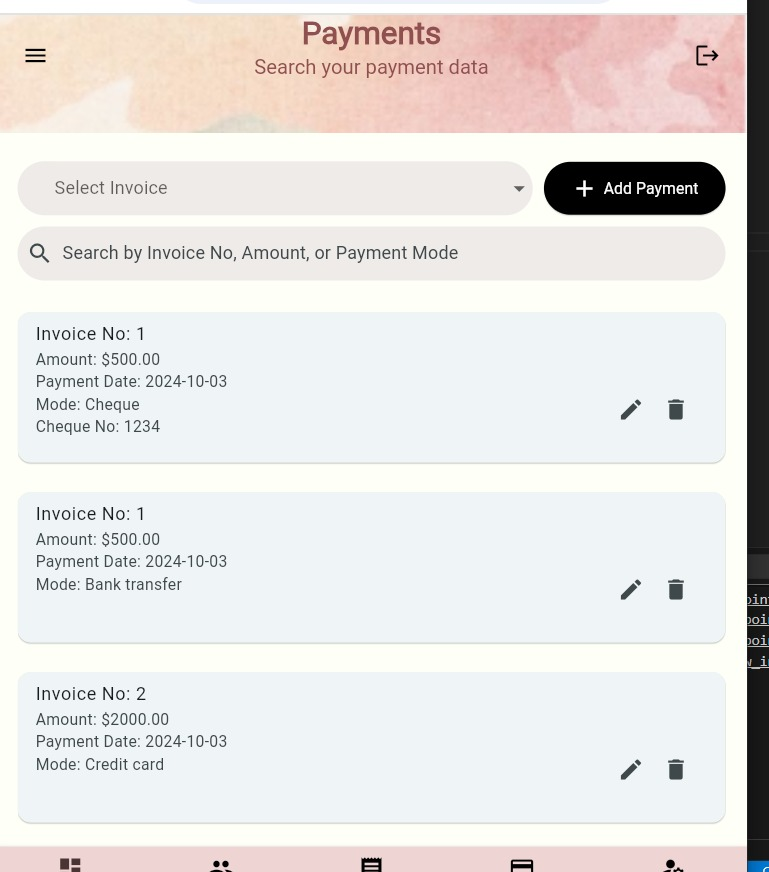 Payments
Search your payment data
Select Invoice
Add Payment
Search by Invoice No, Amount, or Payment Mode
Invoice No: 1
Amount: $500.00
Payment Date: 2024-10-03
Mode: Cheque
Cheque No: 1234
Invoice No: 1
Amount: $500.00
Payment Date: 2024-10-03
Mode: Bank transfer
Invoice No: 2
Amount: $2000.00
Payment Date: 2024-10-03
Mode: Credit card